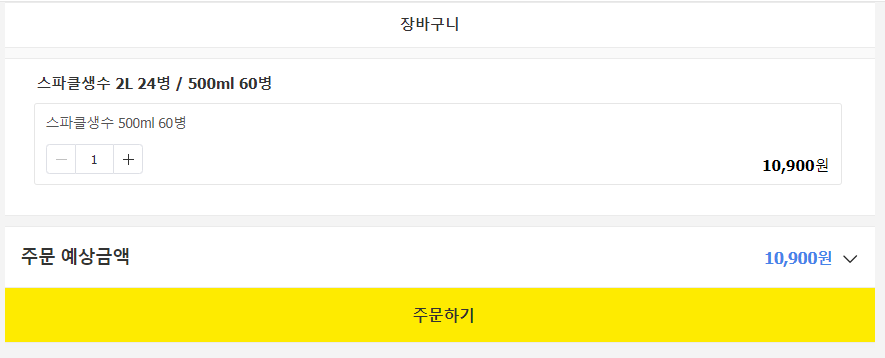 장바구니
스파클생수 2L 24병 / 500ml 60병
스파클생수 500ml 60병
1
10,900원
주문 예상금액
10,900원
주문하기